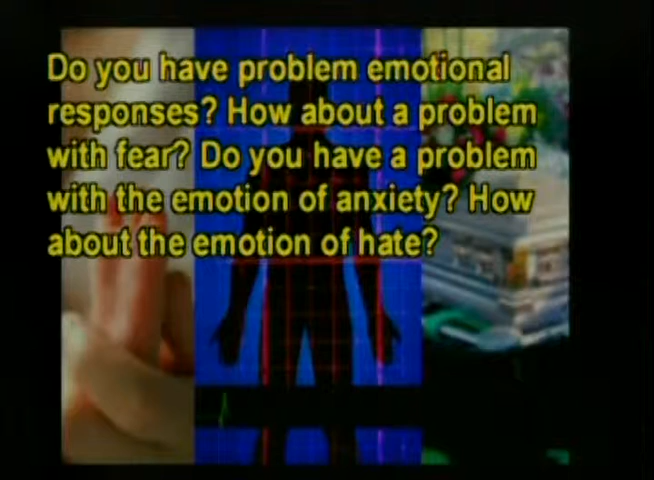 Do you have problem emotional
responses? How about a problem
with fear? Do you have a problem
with the emotion of anxiety? How
about the emotion of hate?